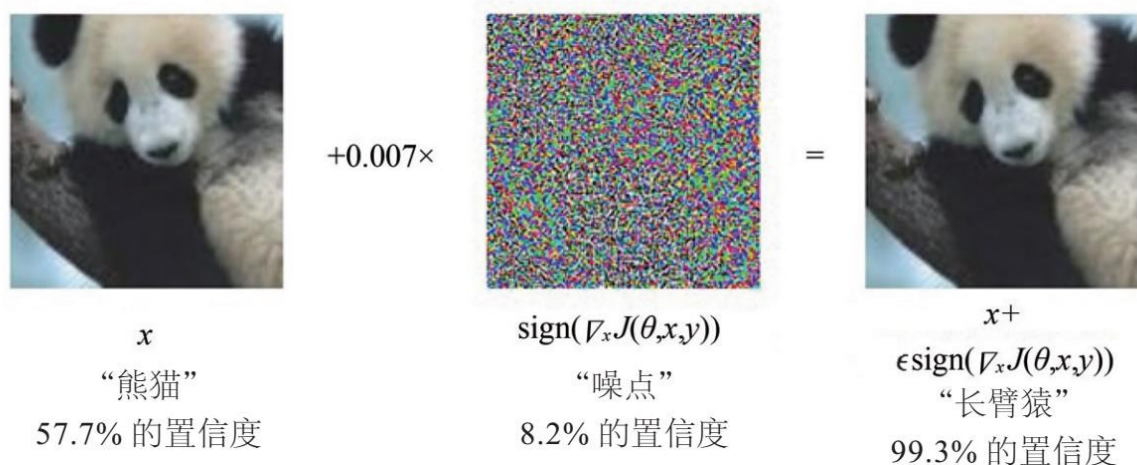 +0.007×
=
x
“熊猫”
57.7% 的置信度
sign(∇ₓJ(θ,x,y))
“噪点”
8.2% 的置信度
x+
ϵsign(∇ₓJ(θ,x,y))
“长臂猿”
99.3% 的置信度